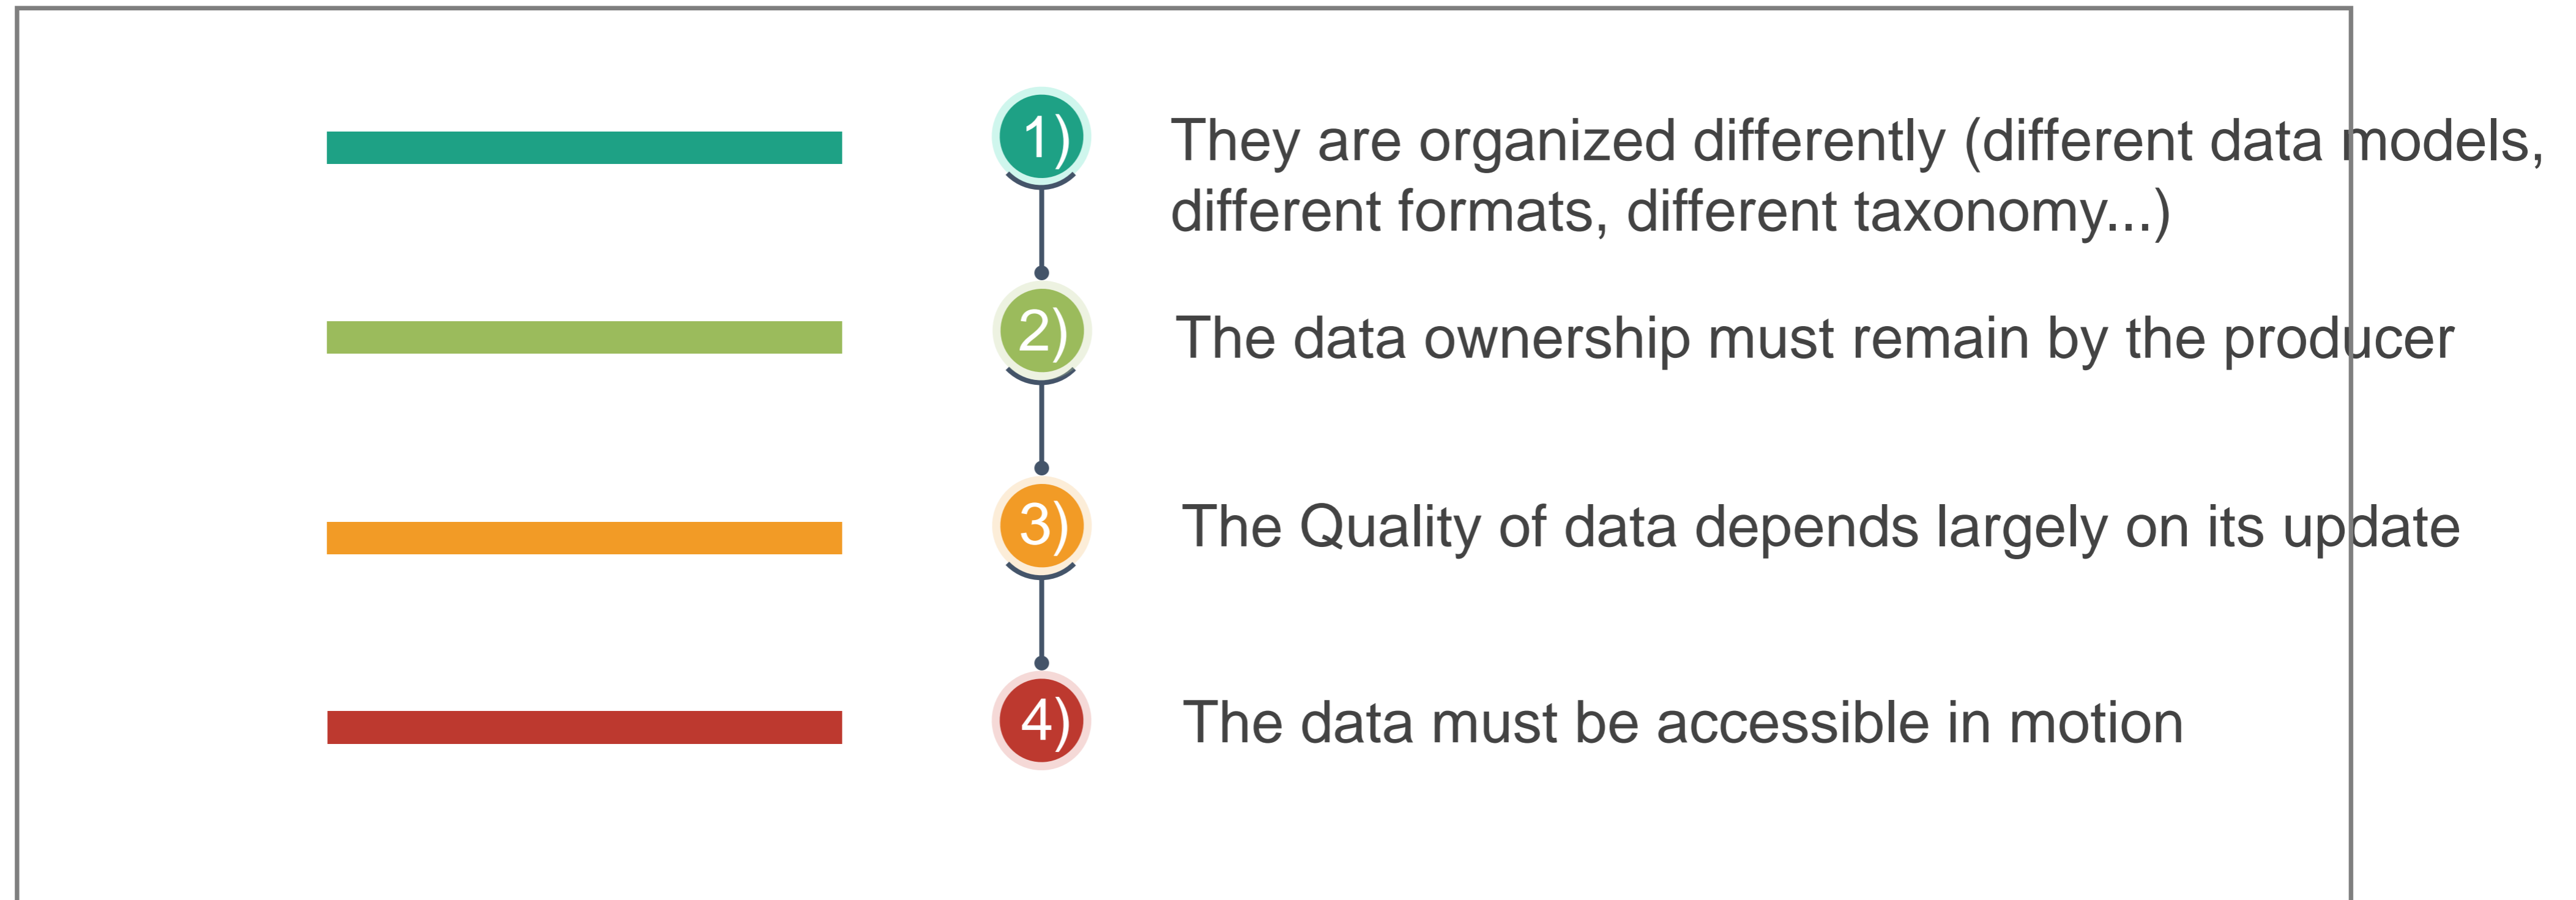 1) They are organized differently (different data models,
different formats, different taxonomy...)
2) The data ownership must remain by the producer
3) The Quality of data depends largely on its update
4) The data must be accessible in motion